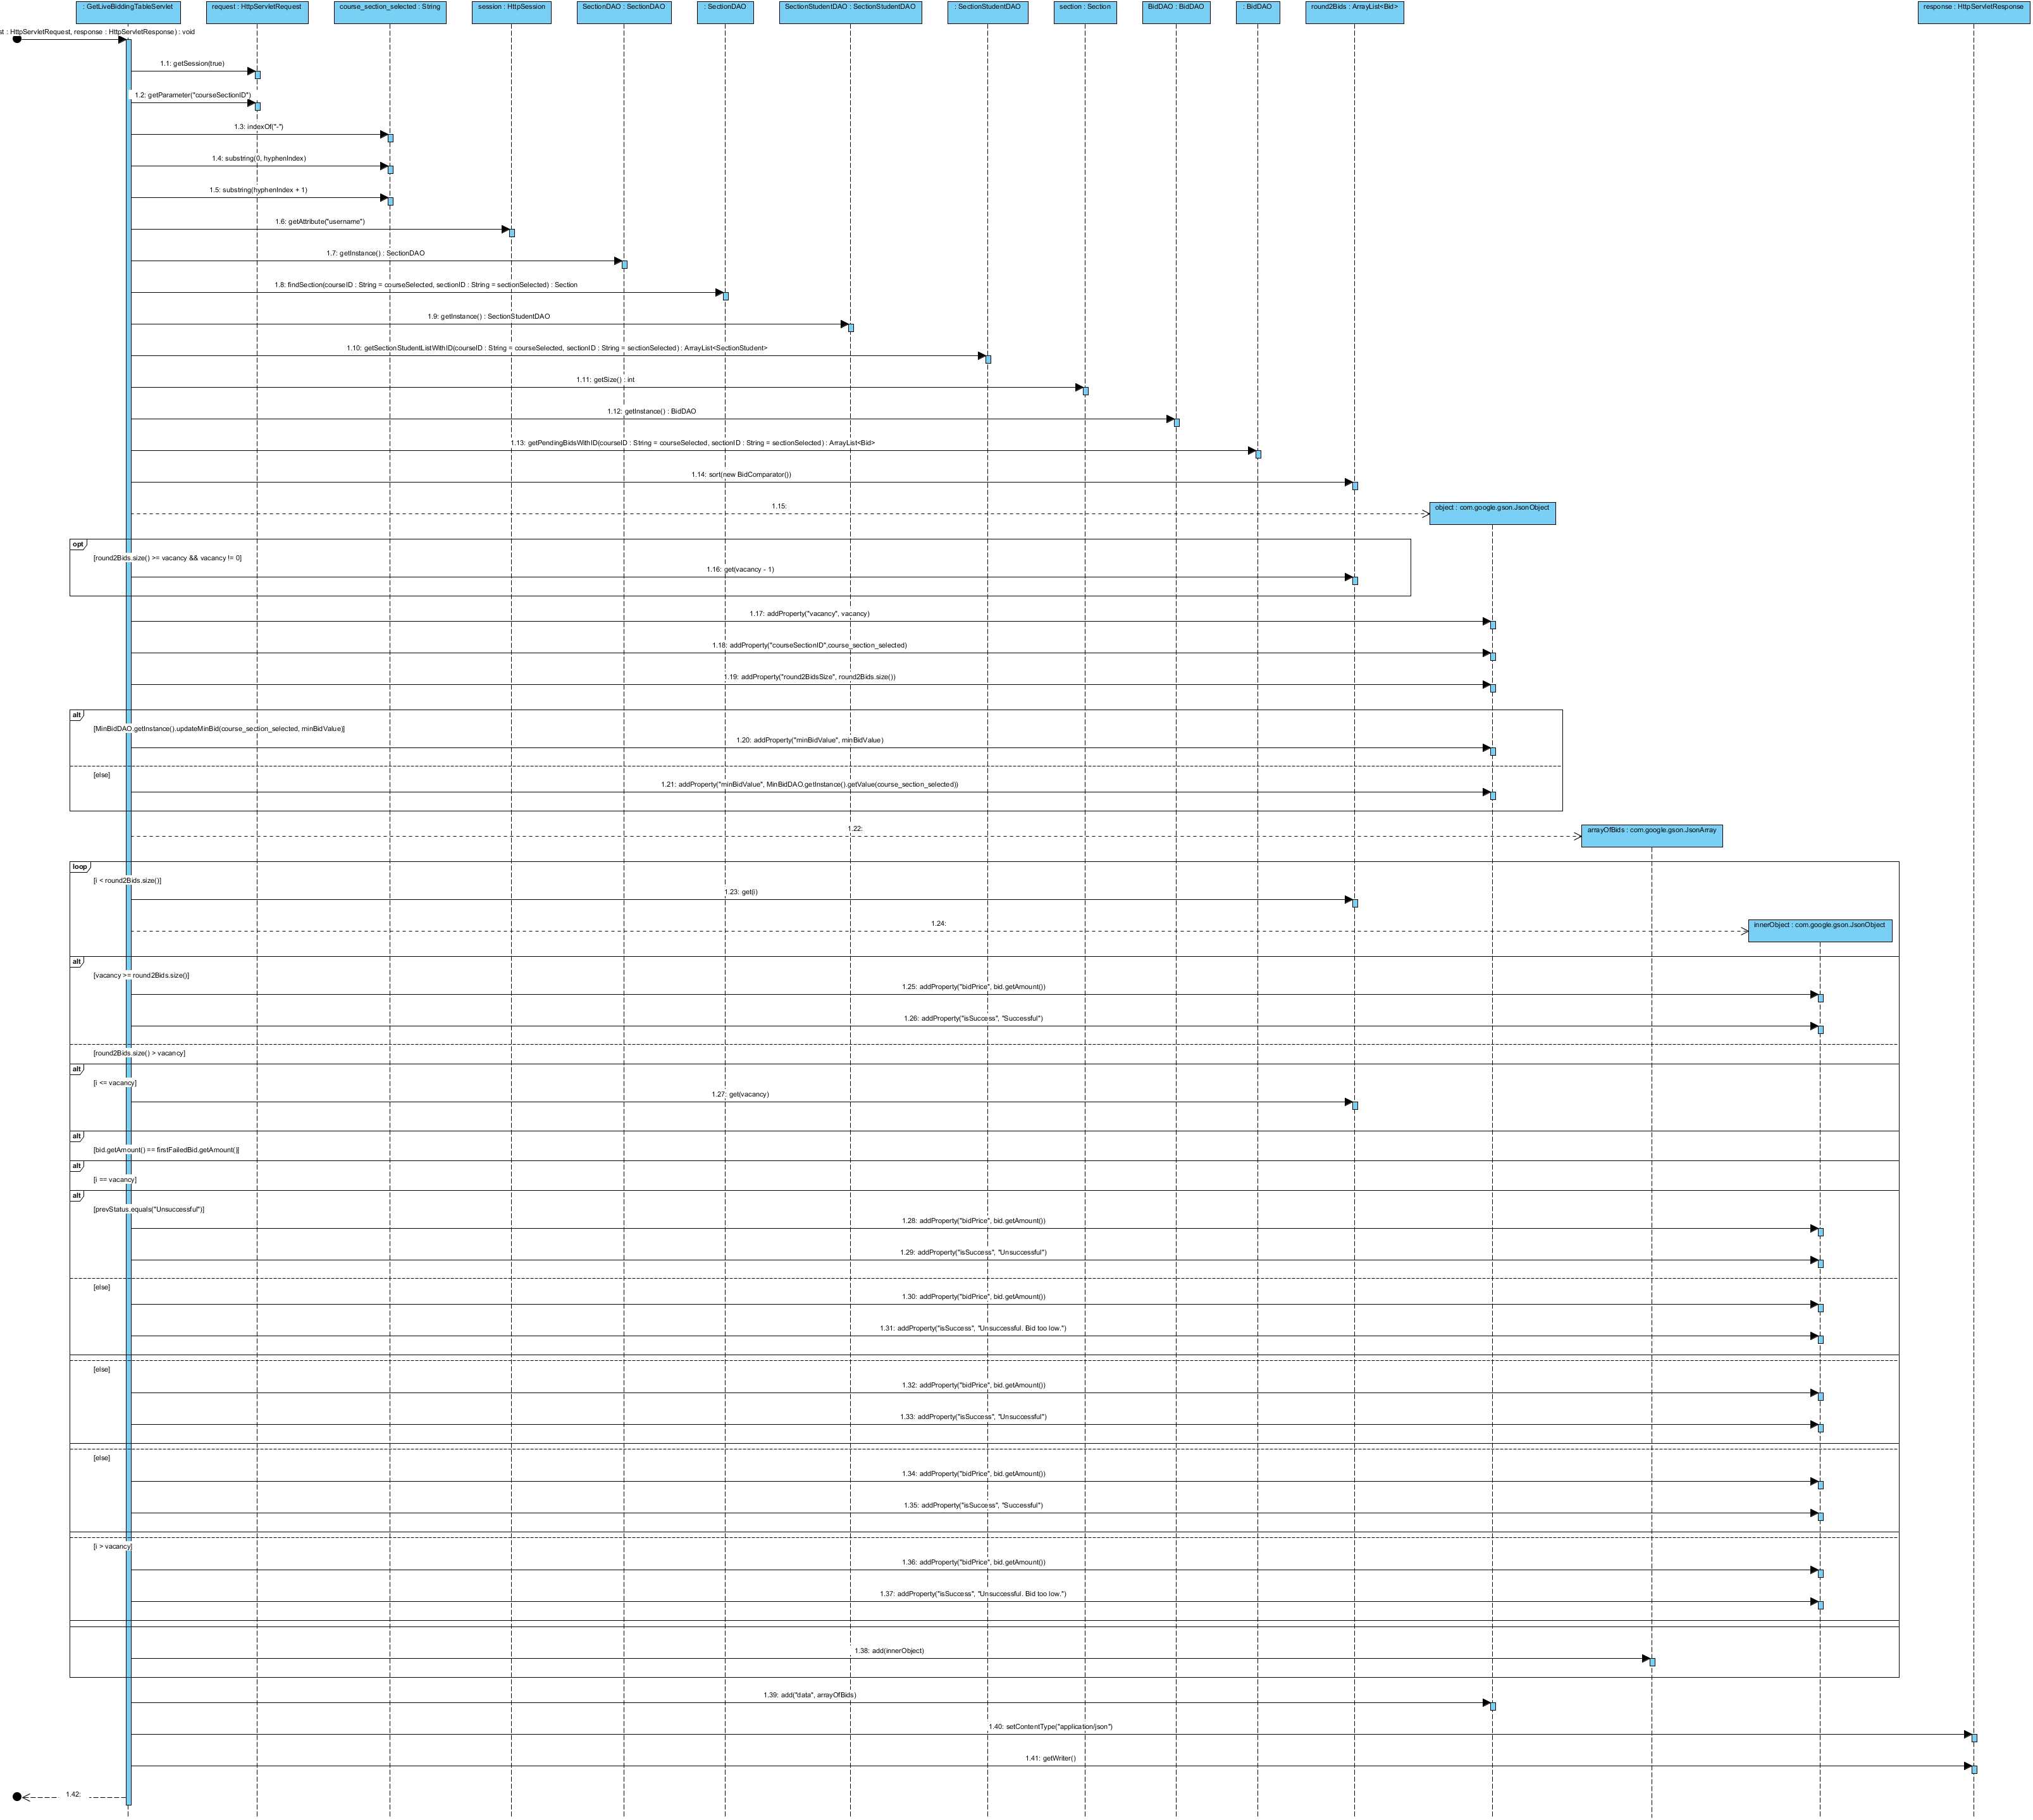 : GetLiveBiddingTableServlet
request : HttpServletRequest
course_section_selected : String
session : HttpSession
SectionDAO : SectionDAO
: SectionDAO
SectionStudentDAO : SectionStudentDAO
: SectionStudentDAO
section : Section
BidDAO : BidDAO
: BidDAO
round2Bids : ArrayList<Bid>
response : HttpServletResponse
st : HttpServletRequest, response : HttpServletResponse) : void
1.1: getSession(true)
1.2: getParameter("courseSectionID")
1.3: indexOf("-")
1.4: substring(0, hyphenIndex)
1.5: substring(hyphenIndex + 1)
1.6: getAttribute("username")
1.7: getInstance() : SectionDAO
1.8: findSection(courseID : String = courseSelected, sectionID : String = sectionSelected) : Section
1.9: getInstance() : SectionStudentDAO
1.10: getSectionStudentListWithID(courseID : String = courseSelected, sectionID : String = sectionSelected) : ArrayList<SectionStudent>
1.11: getSize() : int
1.12: getInstance() : BidDAO
1.13: getPendingBidsWithID(courseID : String = courseSelected, sectionID : String = sectionSelected) : ArrayList<Bid>
1.14: sort(new BidComparator())
1.15:
object : com.google.gson.JsonObject
opt
[round2Bids.size() >= vacancy && vacancy != 0]
1.16: get(vacancy - 1)
1.17: addProperty("vacancy", vacancy)
1.18: addProperty("courseSectionID",course_section_selected)
1.19: addProperty("round2BidsSize", round2Bids.size())
alt
[MinBidDAO.getInstance().updateMinBid(course_section_selected, minBidValue)]
1.20: addProperty("minBidValue", minBidValue)
[else]
1.21: addProperty("minBidValue", MinBidDAO.getInstance().getValue(course_section_selected))
1.22:
arrayOfBids : com.google.gson.JsonArray
loop
[i < round2Bids.size()]
1.23: get(i)
1.24:
innerObject : com.google.gson.JsonObject
alt
[vacancy >= round2Bids.size()]
1.25: addProperty("bidPrice", bid.getAmount())
1.26: addProperty("isSuccess", "Successful")
[round2Bids.size() > vacancy]
alt
[i <= vacancy]
1.27: get(vacancy)
alt
[bid.getAmount() == firstFailedBid.getAmount()]
alt
[i == vacancy]
alt
[prevStatus.equals("Unsuccessful")]
1.28: addProperty("bidPrice", bid.getAmount())
1.29: addProperty("isSuccess", "Unsuccessful")
[else]
1.30: addProperty("bidPrice", bid.getAmount())
1.31: addProperty("isSuccess", "Unsuccessful. Bid too low.")
[else]
1.32: addProperty("bidPrice", bid.getAmount())
1.33: addProperty("isSuccess", "Unsuccessful")
[else]
1.34: addProperty("bidPrice", bid.getAmount())
1.35: addProperty("isSuccess", "Successful")
[i > vacancy]
1.36: addProperty("bidPrice", bid.getAmount())
1.37: addProperty("isSuccess", "Unsuccessful. Bid too low.")
1.38: add(innerObject)
1.39: add("data", arrayOfBids)
1.40: setContentType("application/json")
1.41: getWriter()
1.42: